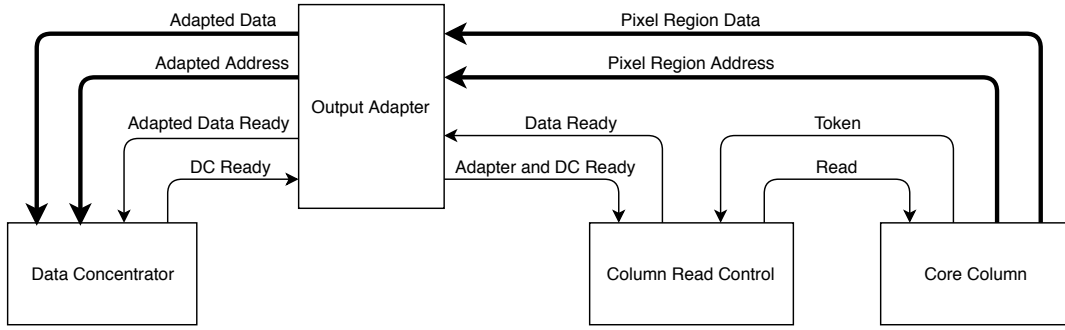 Adapted Data
Pixel Region Data
Adapted Address
Pixel Region Address
Output Adapter
Adapted Data Ready
Data Ready
Token
DC Ready
Adapter and DC Ready
Read
Data Concentrator
Column Read Control
Core Column